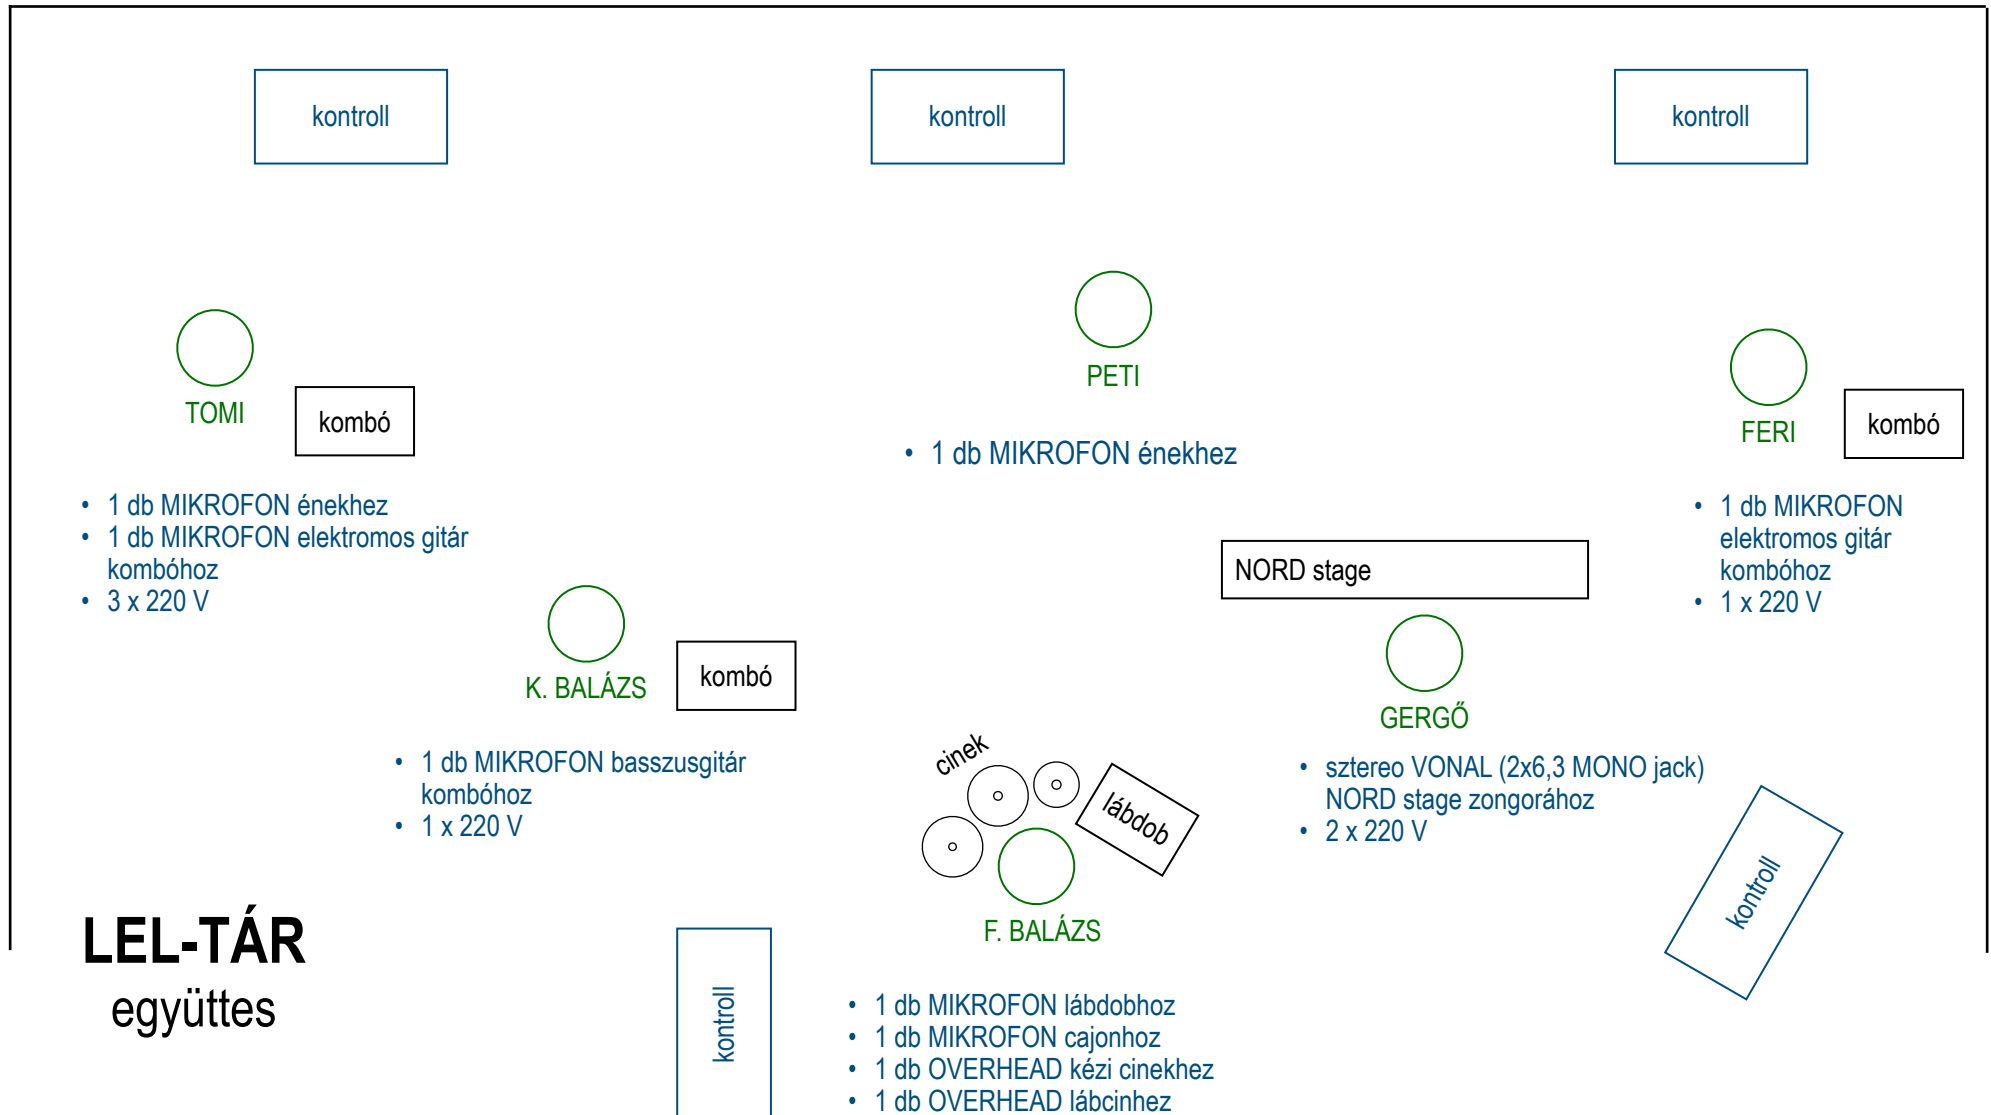 kontroll
kontroll
kontroll
TOMI
kombó
• 1 db MIKROFON énekhez
• 1 db MIKROFON elektromos gitár
kombóhoz
• 3 x 220 V
PETI
• 1 db MIKROFON énekhez
FERI
kombó
• 1 db MIKROFON
elektromos gitár
kombóhoz
• 1 x 220 V
K. BALÁZS
kombó
• 1 db MIKROFON basszusgitár
kombóhoz
• 1 x 220 V
NORD stage
GERGŐ
• sztereo VONAL (2x6,3 MONO jack)
NORD stage zongorához
• 2 x 220 V
cinek
lábdob
F. BALÁZS
• 1 db MIKROFON lábdobhoz
• 1 db MIKROFON cajonhoz
• 1 db OVERHEAD kézi cinekhez
• 1 db OVERHEAD lábcinhez
kontroll
kontroll
LEL-TÁR
együttes